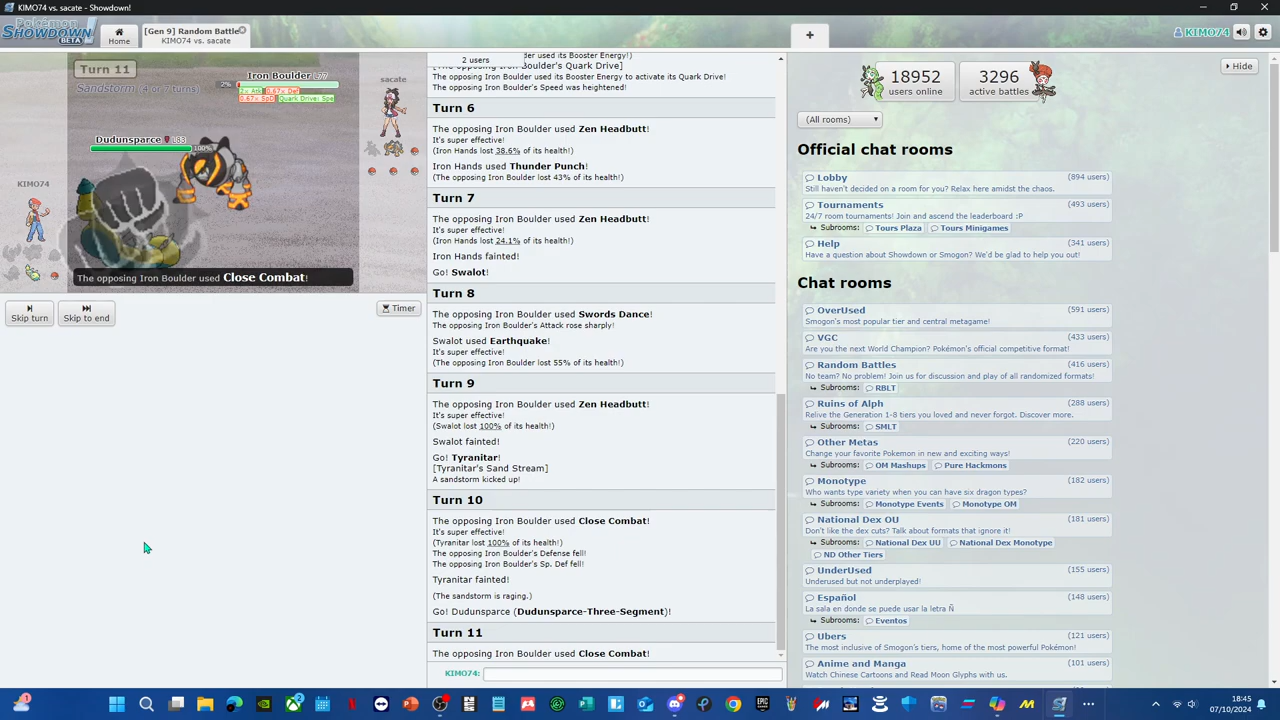 KIMO74 vs. sacate - Showdown!
Pokémon
SHOWDOWN!
BETA
Home
[Gen 9] Random Battle
KIMO74 vs. sacate
+
KIMO74
Turn 11
Sandstorm (4 or 7 turns)
Iron Boulder L77
2%
2× Atk 0.67× Def
0.67× SpD Quark Drive: Spe
sacate
Dudunsparce
100%
KIMO74
The opposing Iron Boulder used Close Combat!
Skip turn
Skip to end
Timer
2 users
used its Booster Energy!)
The opposing Iron Boulder used its Booster Energy to activate its Quark Drive!
The opposing Iron Boulder's Speed was heightened!
Turn 6
The opposing Iron Boulder used Zen Headbutt!
It's super effective!
(Iron Hands lost 38.6% of its health!)
Iron Hands used Thunder Punch!
(The opposing Iron Boulder lost 43% of its health!)
Turn 7
The opposing Iron Boulder used Zen Headbutt!
It's super effective!
(Iron Hands lost 24.1% of its health!)
Iron Hands fainted!
Go! Swalot!
Turn 8
The opposing Iron Boulder used Swords Dance!
The opposing Iron Boulder's Attack rose sharply!
Swalot used Earthquake!
It's super effective!
(The opposing Iron Boulder lost 55% of its health!)
Turn 9
The opposing Iron Boulder used Zen Headbutt!
It's super effective!
(Swalot lost 100% of its health!)
Swalot fainted!
Go! Tyranitar!
[Tyranitar's Sand Stream]
A sandstorm kicked up!
Turn 10
The opposing Iron Boulder used Close Combat!
It's super effective!
(Tyranitar lost 100% of its health!)
The opposing Iron Boulder's Defense fell!
The opposing Iron Boulder's Sp. Def fell!
Tyranitar fainted!
(The sandstorm is raging.)
Go! Dudunsparce (Dudunsparce-Three-Segment)!
Turn 11
The opposing Iron Boulder used Close Combat!
KIMO74:
18952
users online
3296
active battles
Hide
(All rooms)
Official chat rooms
Lobby (894 users)
Still haven't decided on a room for you? Relax here amidst the chaos.
Tournaments (493 users)
24/7 room tournaments! Join and ascend the leaderboard :P
Subrooms: Tours Plaza Tours Minigames
Help (341 users)
Have a question about Showdown or Smogon? We'd be glad to help you out!
Chat rooms
OverUsed (591 users)
Smogon's most popular tier and central metagame!
VGC (433 users)
Are you the next World Champion? Pokémon's official competitive format!
Random Battles (416 users)
No team? No problem! Join us for discussion and play of all randomized formats!
Subrooms: RBLT
Ruins of Alph (288 users)
Relive the Generation 1-8 tiers you loved and never forgot. Discover more.
Subrooms: SMLT
Other Metas (220 users)
Change your favorite Pokemon in new and exciting ways!
Subrooms: OM Mashups Pure Hackmons
Monotype (182 users)
Who wants type variety when you can have six dragon types?
Subrooms: Monotype Events Monotype OM
National Dex OU (181 users)
Don't like the dex cuts? Talk about formats that ignore it!
Subrooms: National Dex UU National Dex Monotype
ND Other Tiers
UnderUsed (155 users)
Underused but not underplayed!
Español (148 users)
La sala en donde se puede usar la letra Ñ
Subrooms: Eventos
Ubers (121 users)
The most inclusive of Smogon's tiers, home of the most powerful Pokémon!
Anime and Manga (101 users)
Watch Chinese Cartoons and Read Moon Glyphs with us.
18:45
07/10/2024